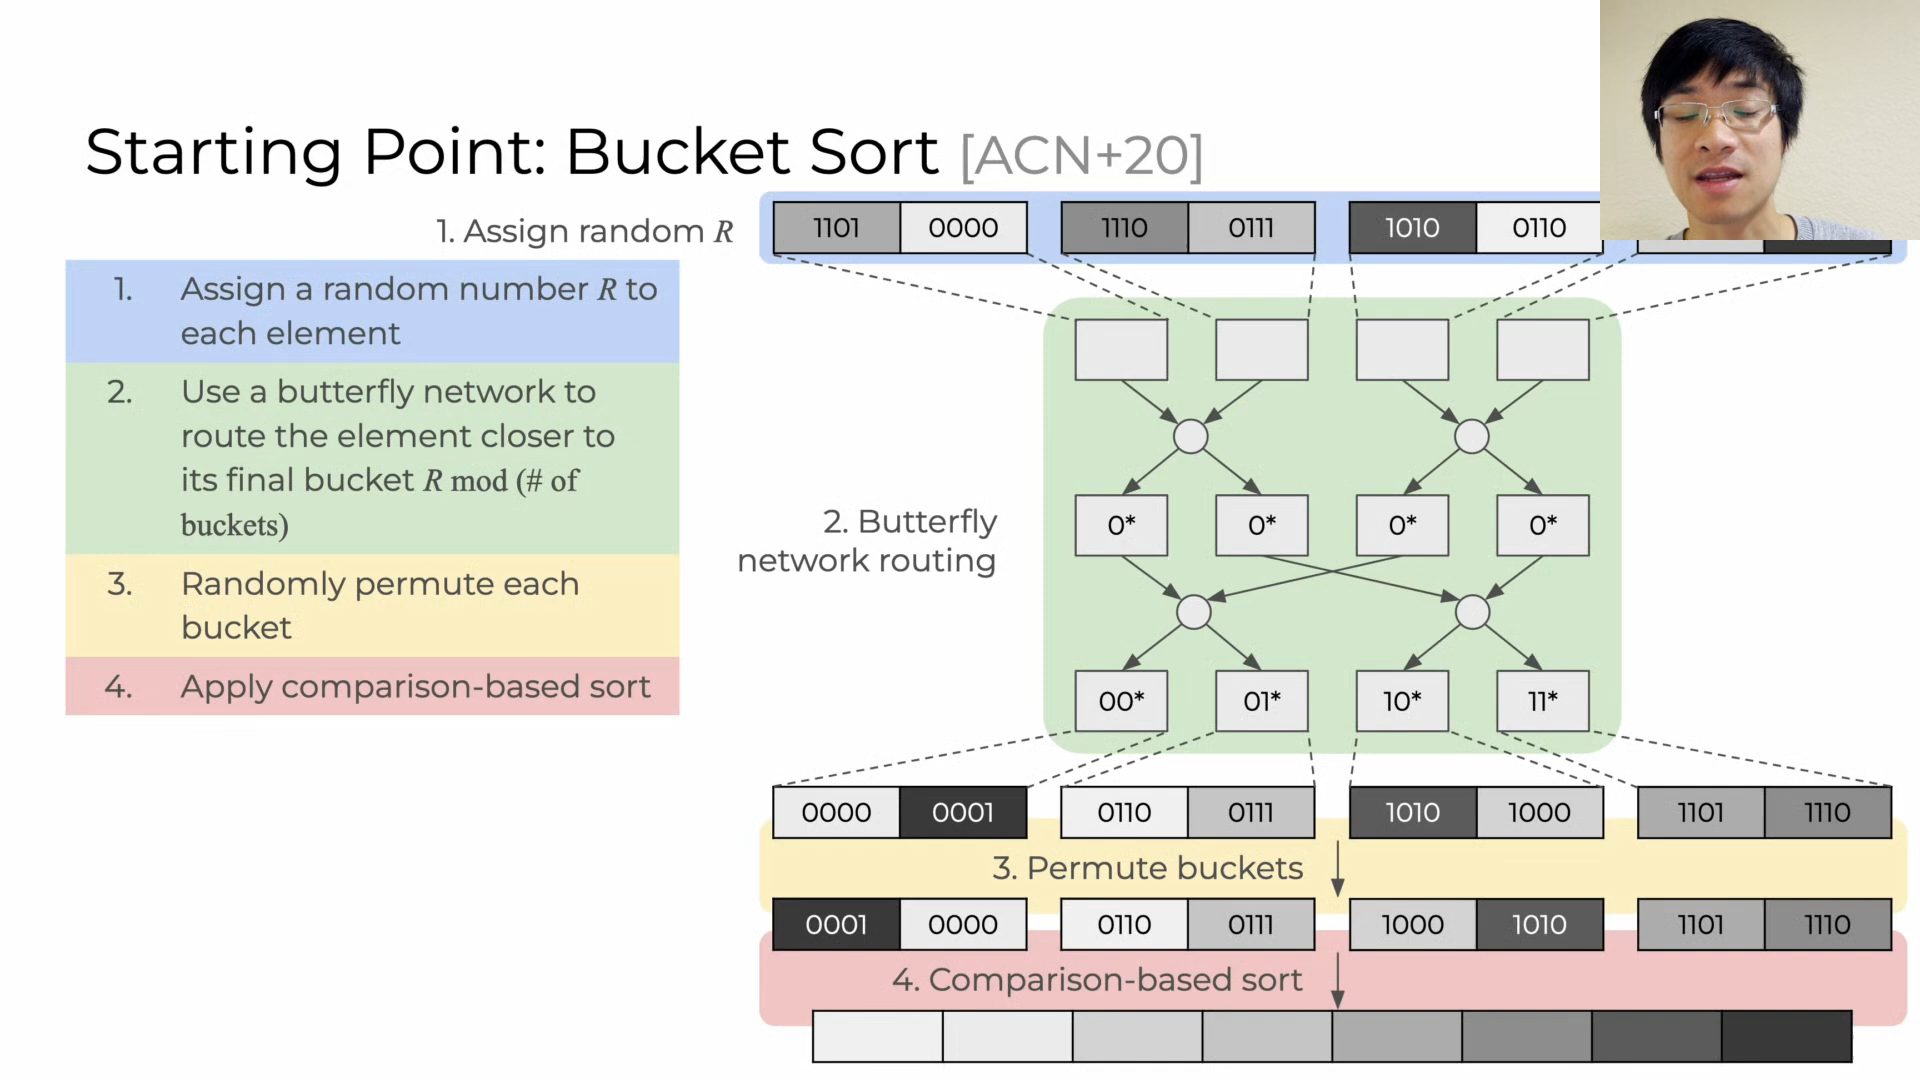 Starting Point: Bucket Sort [ACN+20]
1. Assign random R
1101 0000 1110 0111 1010 0110
1. Assign a random number R to
each element
2. Use a butterfly network to
route the element closer to
its final bucket R mod (# of
buckets)
3. Randomly permute each
bucket
4. Apply comparison-based sort
2. Butterfly
network routing
0* 0* 0* 0*
00* 01* 10* 11*
0000 0001 0110 0111 1010 1000 1101 1110
3. Permute buckets
0001 0000 0110 0111 1000 1010 1101 1110
4. Comparison-based sort